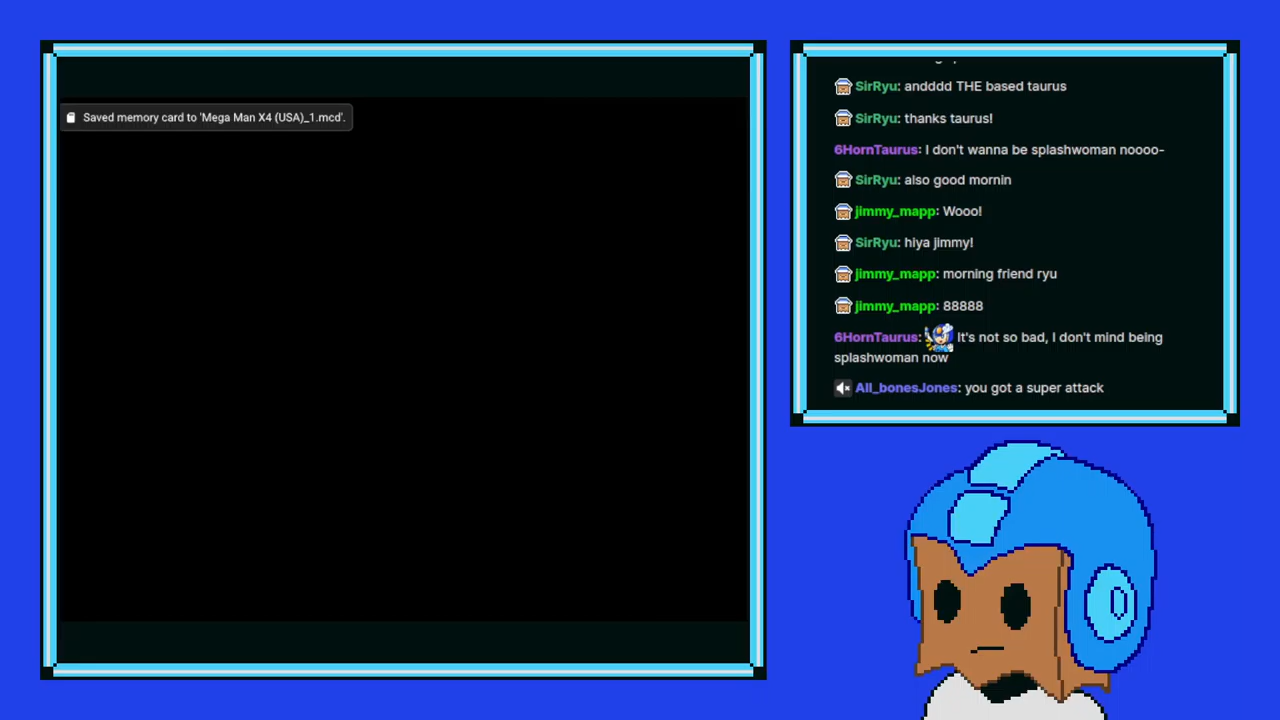 Saved memory card to 'Mega Man X4 (USA)_1.mcd'.
SirRyu: andddd THE based taurus
SirRyu: thanks taurus!
6HornTaurus: I don't wanna be splashwoman noooo-
SirRyu: also good mornin
jimmy_mapp: Wooo!
SirRyu: hiya jimmy!
jimmy_mapp: morning friend ryu
jimmy_mapp: 88888
6HornTaurus: It's not so bad, I don't mind being
splashwoman now
All_bonesJones: you got a super attack